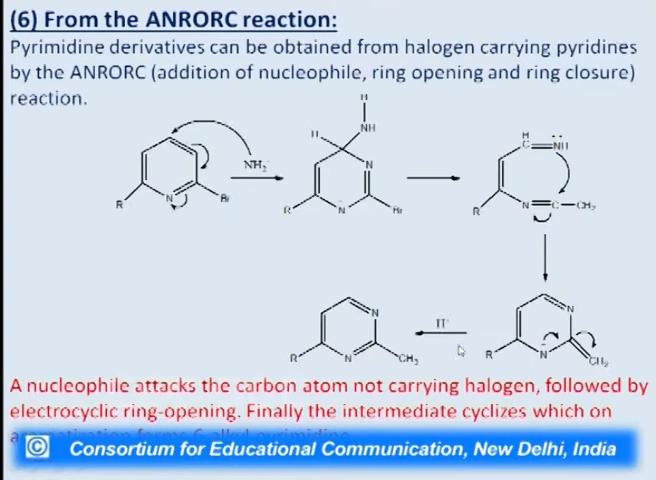 (6) From the ANRORC reaction:
Pyrimidine derivatives can be obtained from halogen carrying pyridines
by the ANRORC (addition of nucleophile, ring opening and ring closure)
reaction.
H
H NH N N R Br
NH₂⁻
R N Br
H C NH
R N C CH₂
H⁺
N R N CH₃
N R N CH₂
A nucleophile attacks the carbon atom not carrying halogen, followed by
electrocyclic ring-opening. Finally the intermediate cyclizes which on
© Consortium for Educational Communication, New Delhi, India